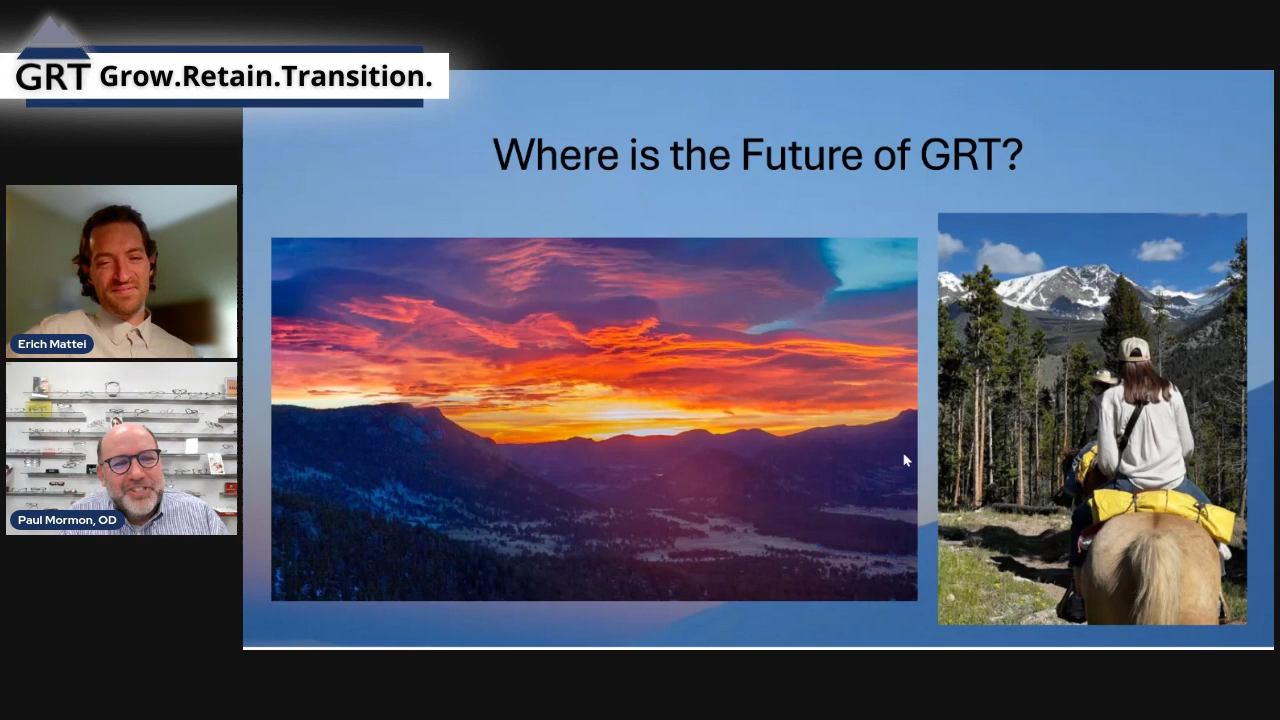 GRT Grow.Retain.Transition.
Where is the Future of GRT?
Erich Mattei
Paul Mormon, OD